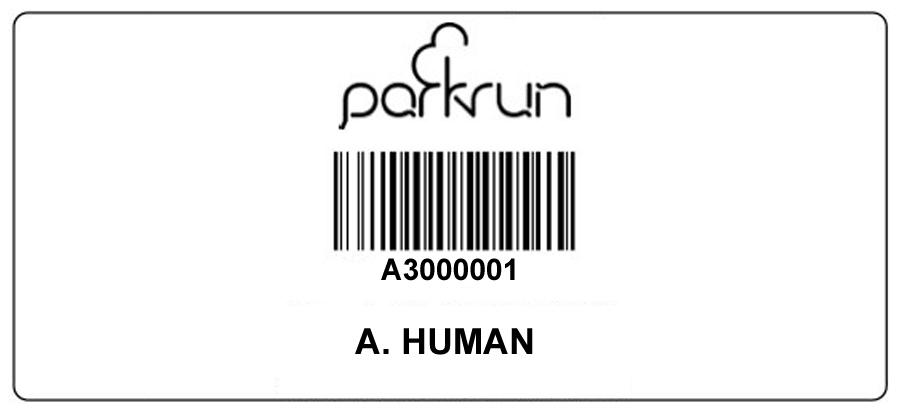 parkrun
A3000001
A. HUMAN